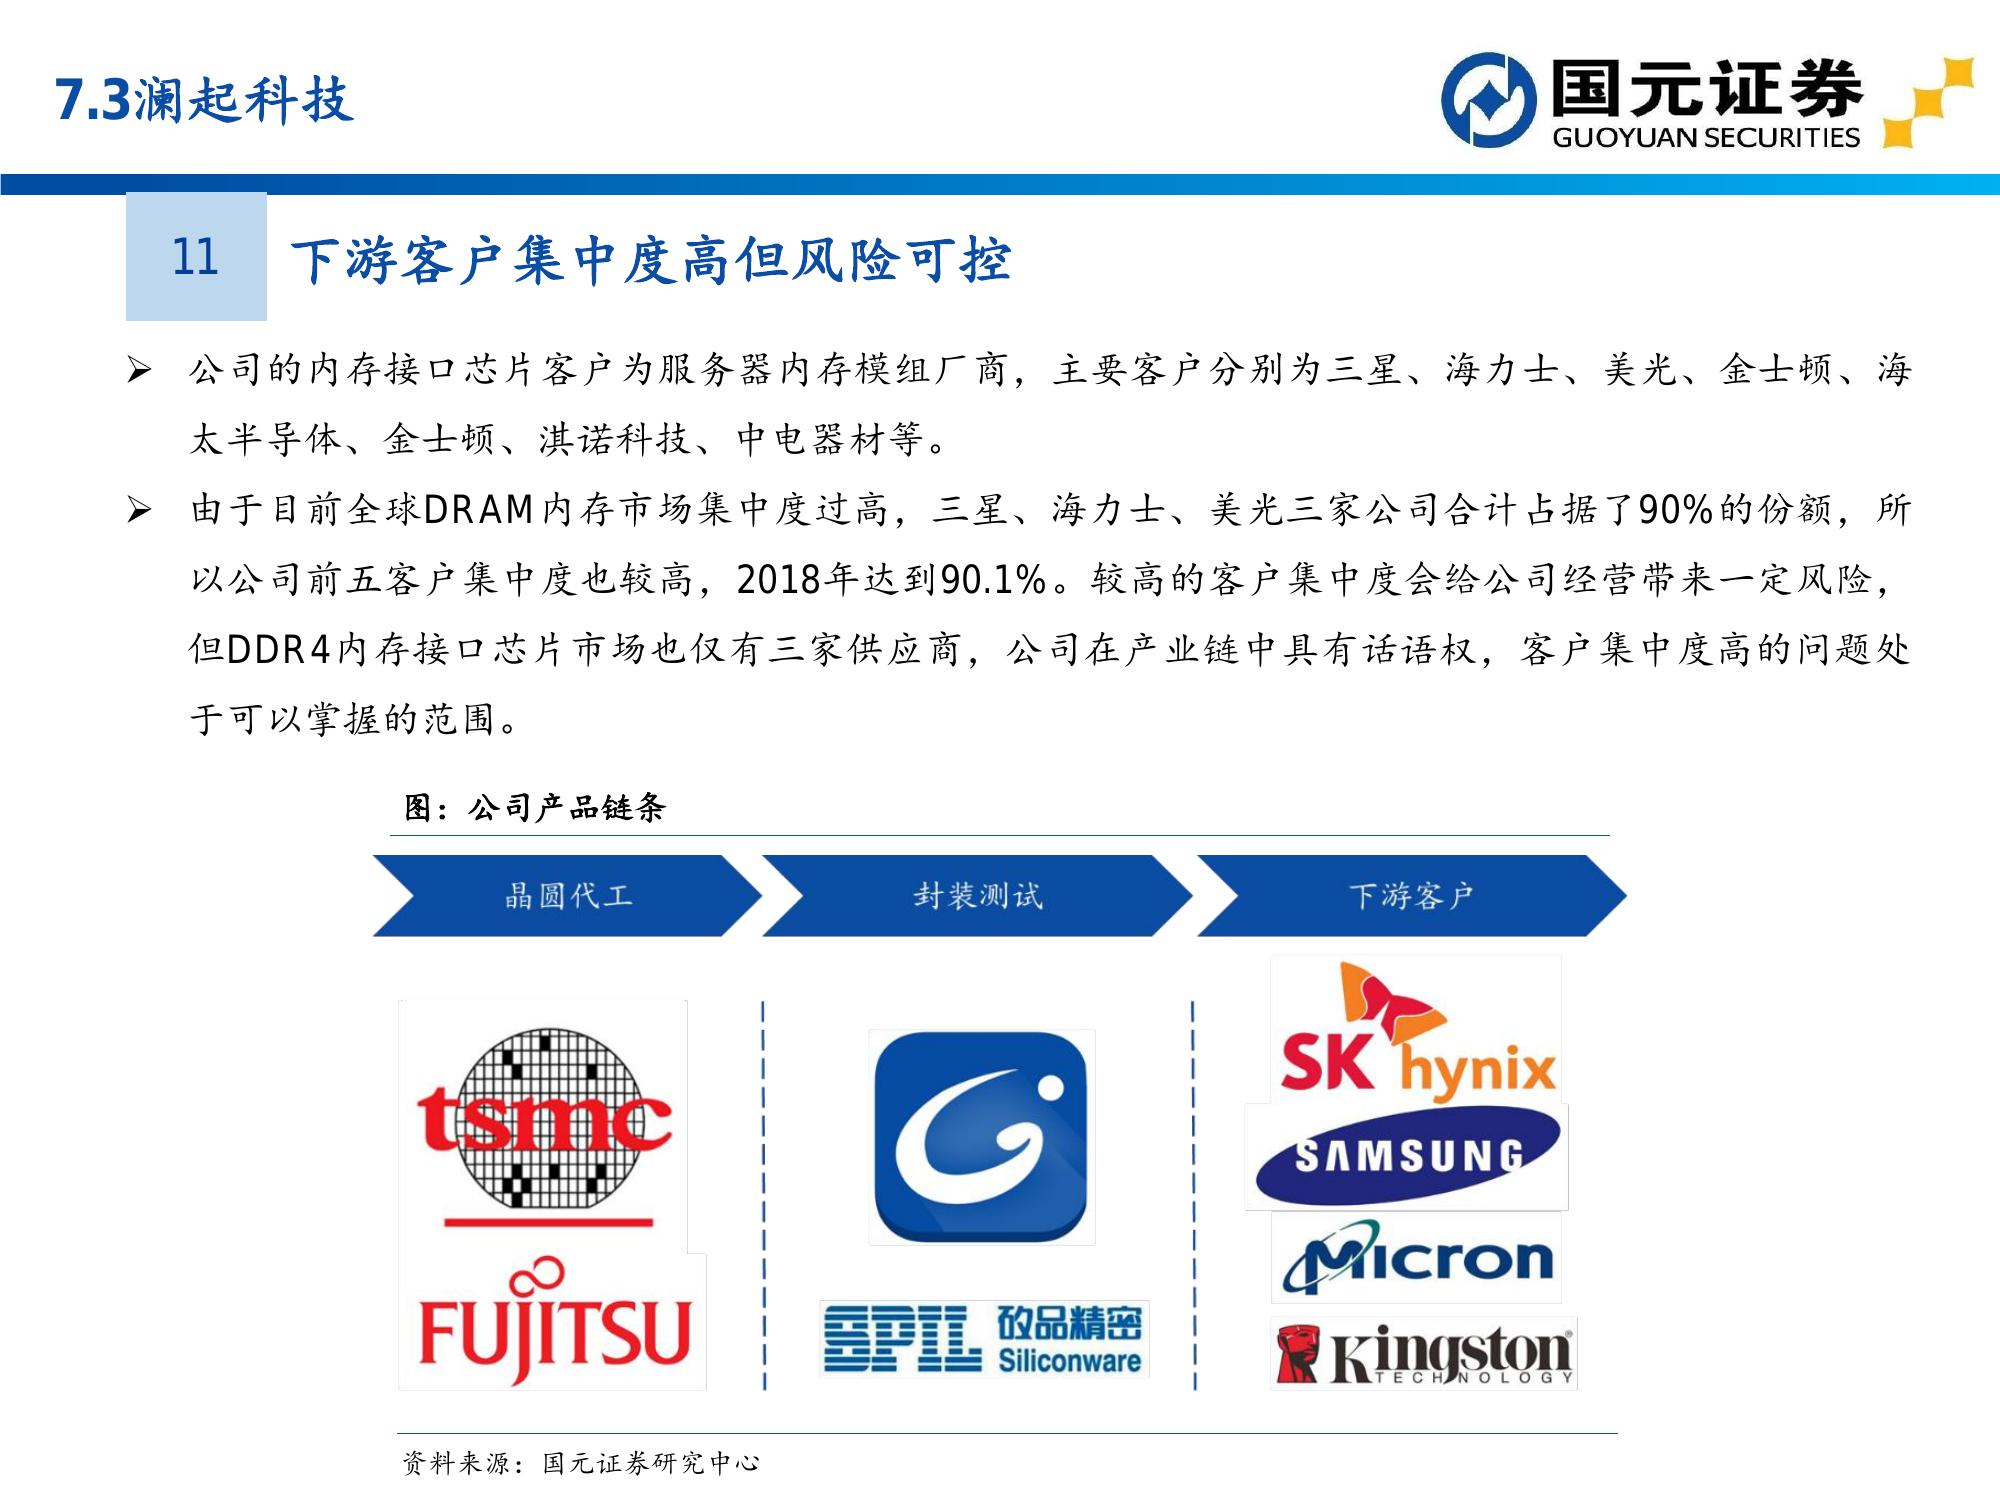 7.3澜起科技
国元证券
GUOYUAN SECURITIES
11
下游客户集中度高但风险可控
➢ 公司的内存接口芯片客户为服务器内存模组厂商，主要客户分别为三星、海力士、美光、金士顿、海
太半导体、金士顿、淇诺科技、中电器材等。
➢ 由于目前全球DRAM内存市场集中度过高，三星、海力士、美光三家公司合计占据了90%的份额，所
以公司前五客户集中度也较高，2018年达到90.1%。较高的客户集中度会给公司经营带来一定风险，
但DDR4内存接口芯片市场也仅有三家供应商，公司在产业链中具有话语权，客户集中度高的问题处
于可以掌握的范围。
图：公司产品链条
晶圆代工
封装测试
下游客户
tsmc
FUJITSU
SPIL 矽品精密
Siliconware
SK hynix
SAMSUNG
Micron
Kingston
TECHNOLOGY
资料来源：国元证券研究中心